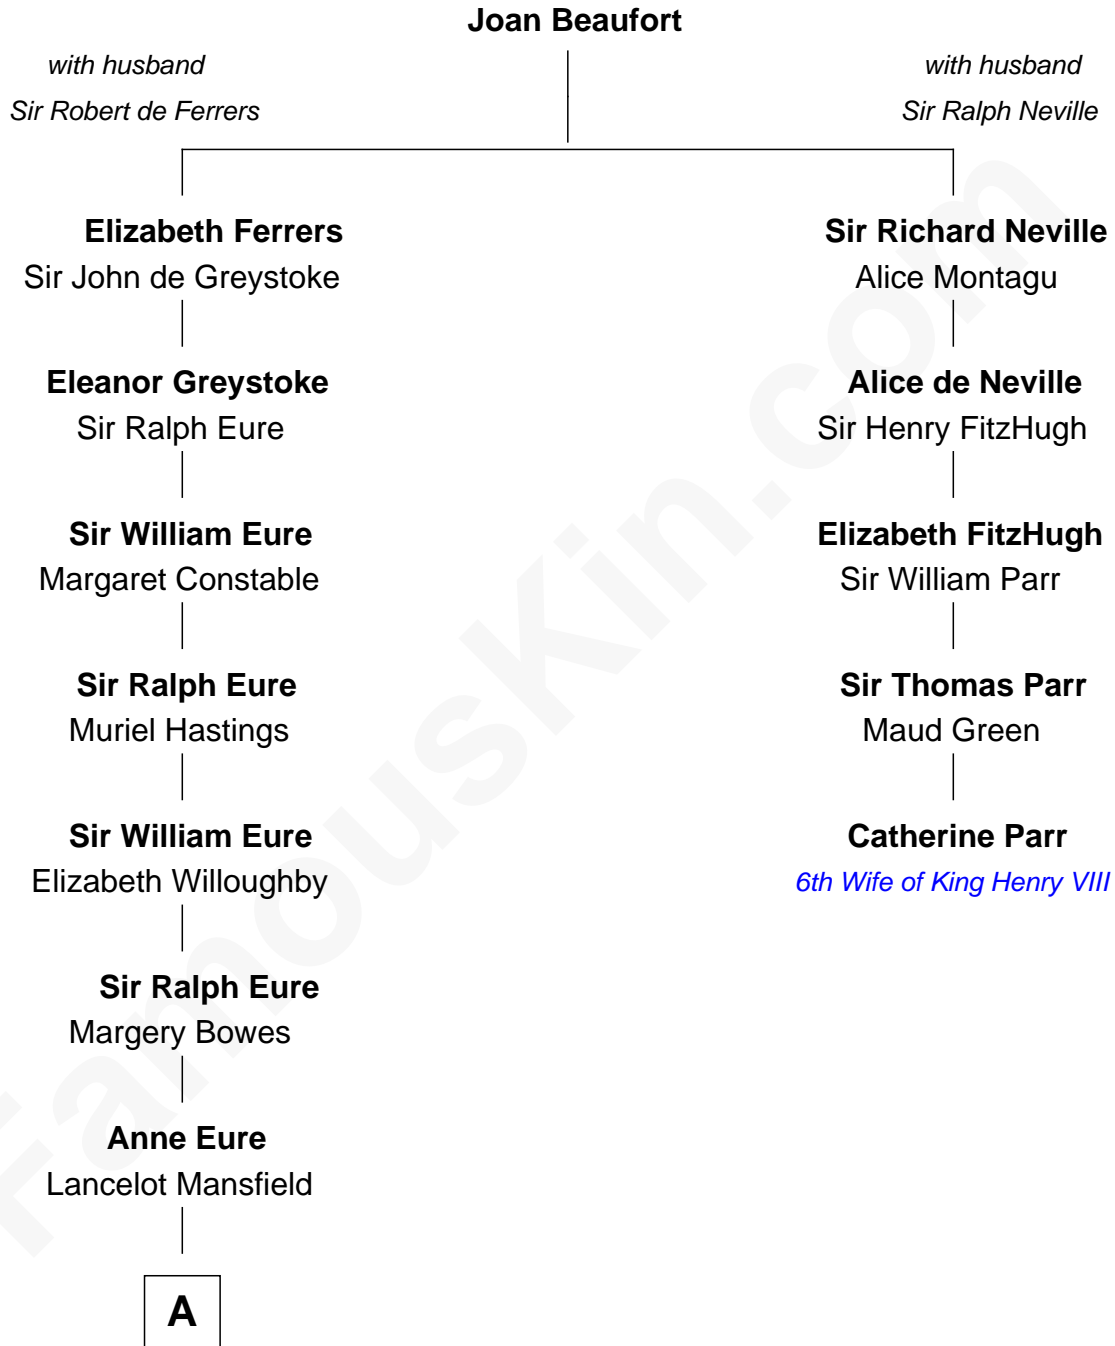 Joan Beaufort
with husband
Sir Robert de Ferrers
with husband
Sir Ralph Neville
Elizabeth Ferrers
Sir John de Greystoke
Sir Richard Neville
Alice Montagu
Eleanor Greystoke
Sir Ralph Eure
Alice de Neville
Sir Henry FitzHugh
Sir William Eure
Margaret Constable
Elizabeth FitzHugh
Sir William Parr
Sir Ralph Eure
Muriel Hastings
Sir Thomas Parr
Maud Green
Sir William Eure
Elizabeth Willoughby
Catherine Parr
6th Wife of King Henry VIII
Sir Ralph Eure
Margery Bowes
Anne Eure
Lancelot Mansfield
A
FamousKin.com